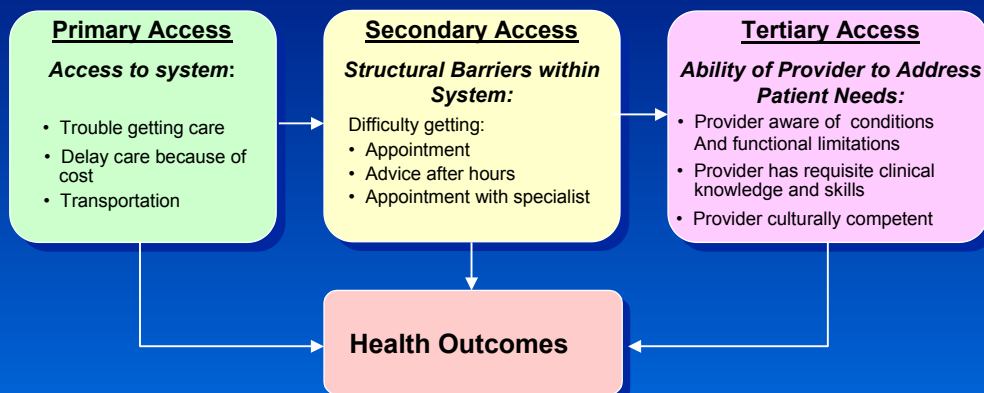 Primary Access
Access to system:
• Trouble getting care
• Delay care because of
cost
• Transportation
Secondary Access
Structural Barriers within
System:
Difficulty getting:
• Appointment
• Advice after hours
• Appointment with specialist
Tertiary Access
Ability of Provider to Address
Patient Needs:
• Provider aware of conditions
And functional limitations
• Provider has requisite clinical
knowledge and skills
• Provider culturally competent
Health Outcomes